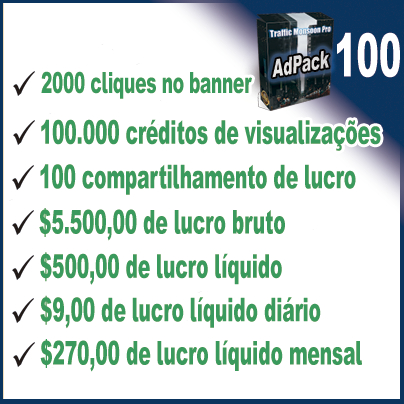 Traffic Monsoon Pro
AdPack
100
2000 cliques no banner
100.000 créditos de visualizações
100 compartilhamento de lucro
$5.500,00 de lucro bruto
$500,00 de lucro líquido
$9,00 de lucro líquido diário
$270,00 de lucro líquido mensal